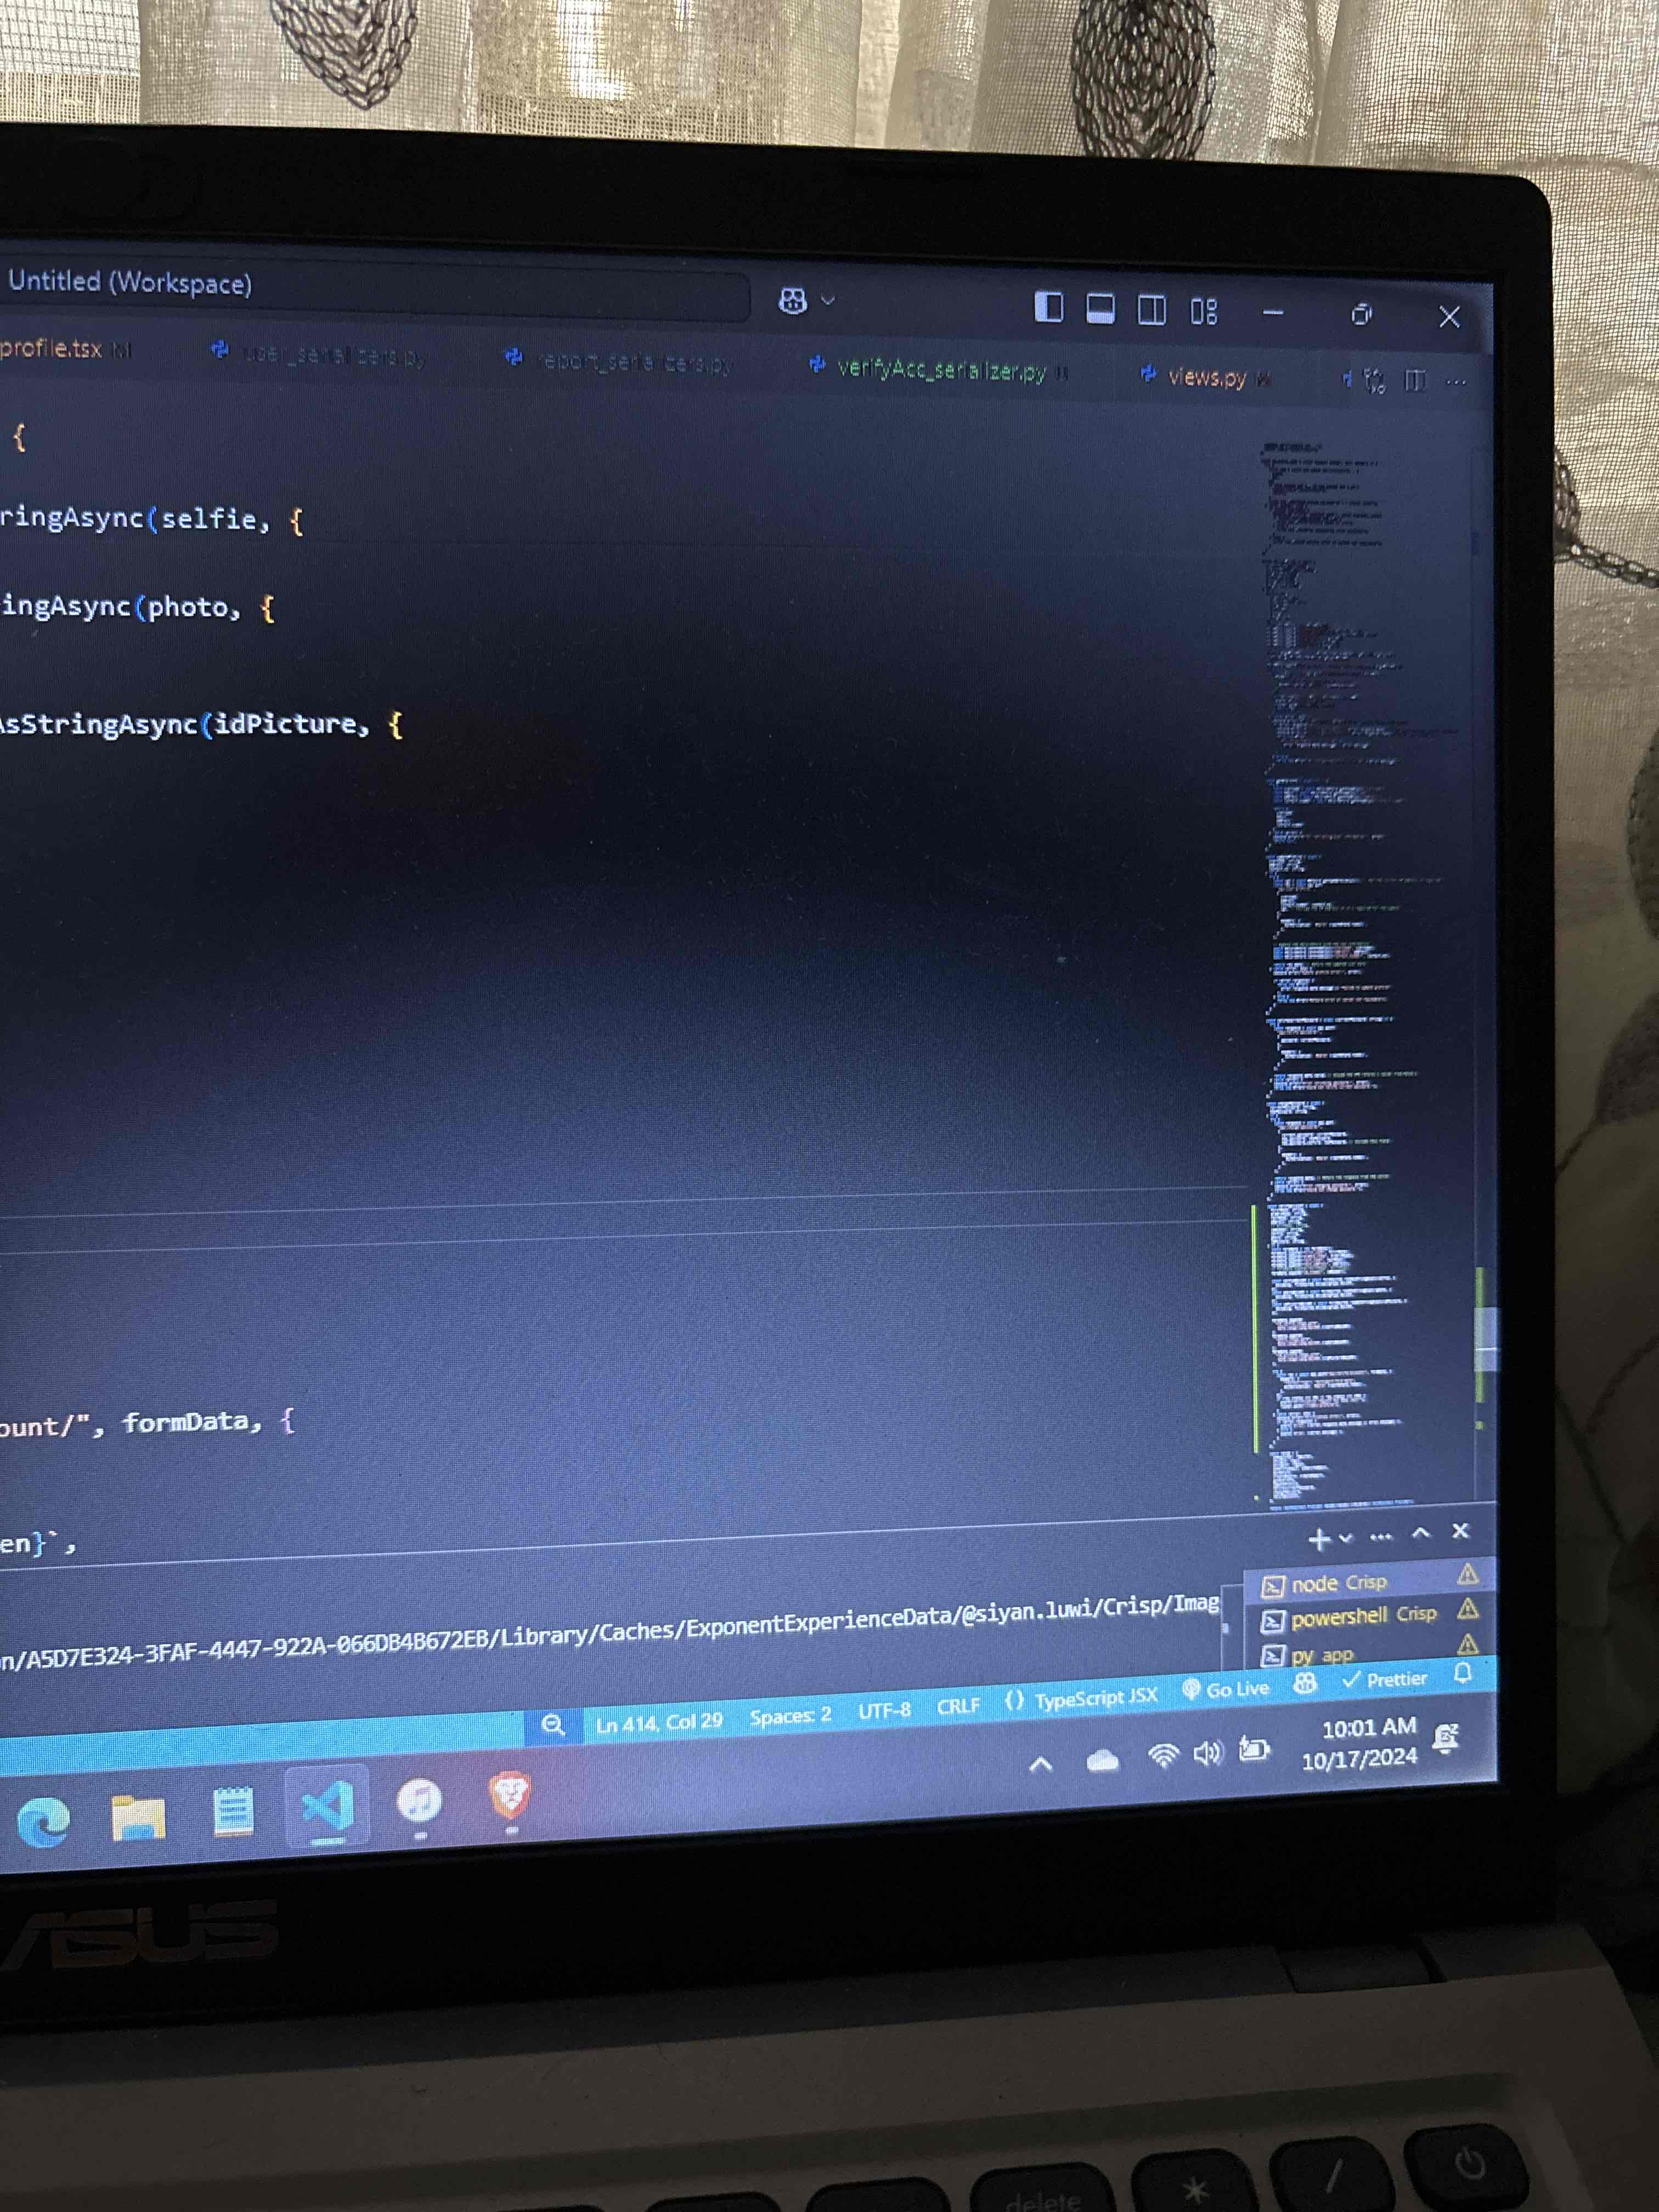 Untitled (Workspace)
profile.tsx M
user_serializers.py
report_serializers.py
verifyAcc_serializer.py U
views.py M
{
ringAsync(selfie, {
ingAsync(photo, {
AsStringAsync(idPicture, {
ount/", formData, {
en}`,
n/A5D7E324-3FAF-4447-922A-066DB4B672EB/Library/Caches/ExponentExperienceData/@siyan.luwi/Crisp/Imag
node Crisp
powershell Crisp
py app
Ln 414, Col 29 Spaces: 2 UTF-8 CRLF {} TypeScript JSX Go Live Prettier
10:01 AM
10/17/2024
ASUS
delete
*
/